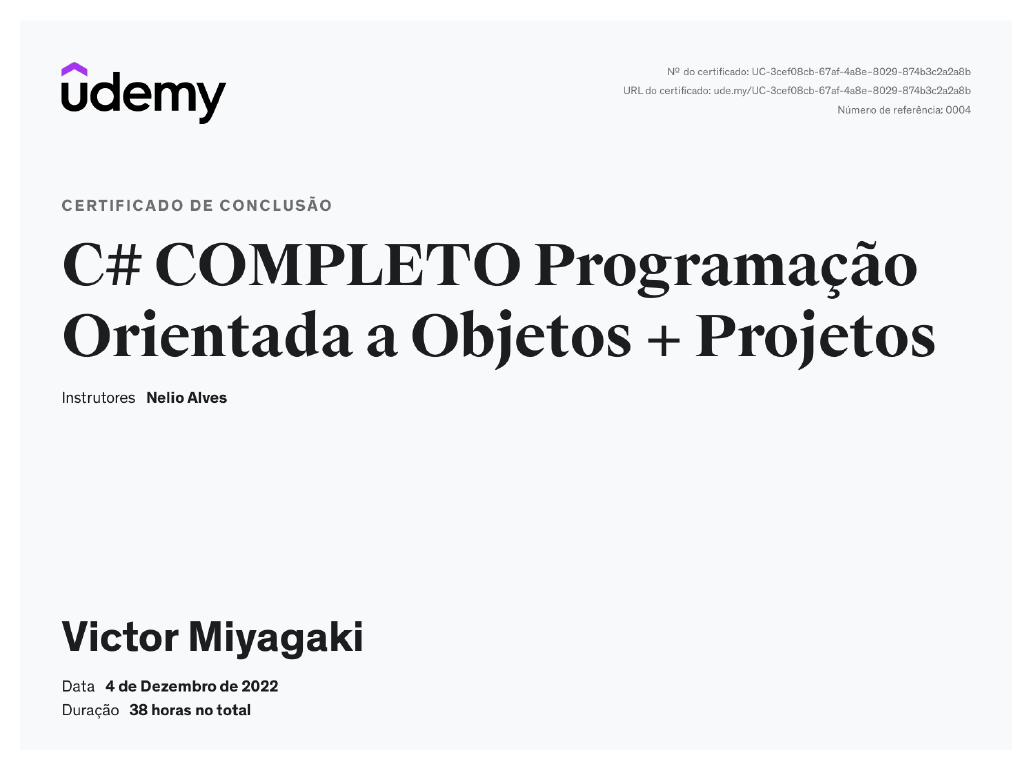 udemy
Nº do certificado: UC-3cef08cb-67af-4a8e-8029-874b3c2a2a8b
URL do certificado: ude.my/UC-3cef08cb-67af-4a8e-8029-874b3c2a2a8b
Número de referência: 0004
CERTIFICADO DE CONCLUSÃO
C# COMPLETO Programação
Orientada a Objetos + Projetos
Instrutores Nelio Alves
Victor Miyagaki
Data 4 de Dezembro de 2022
Duração 38 horas no total